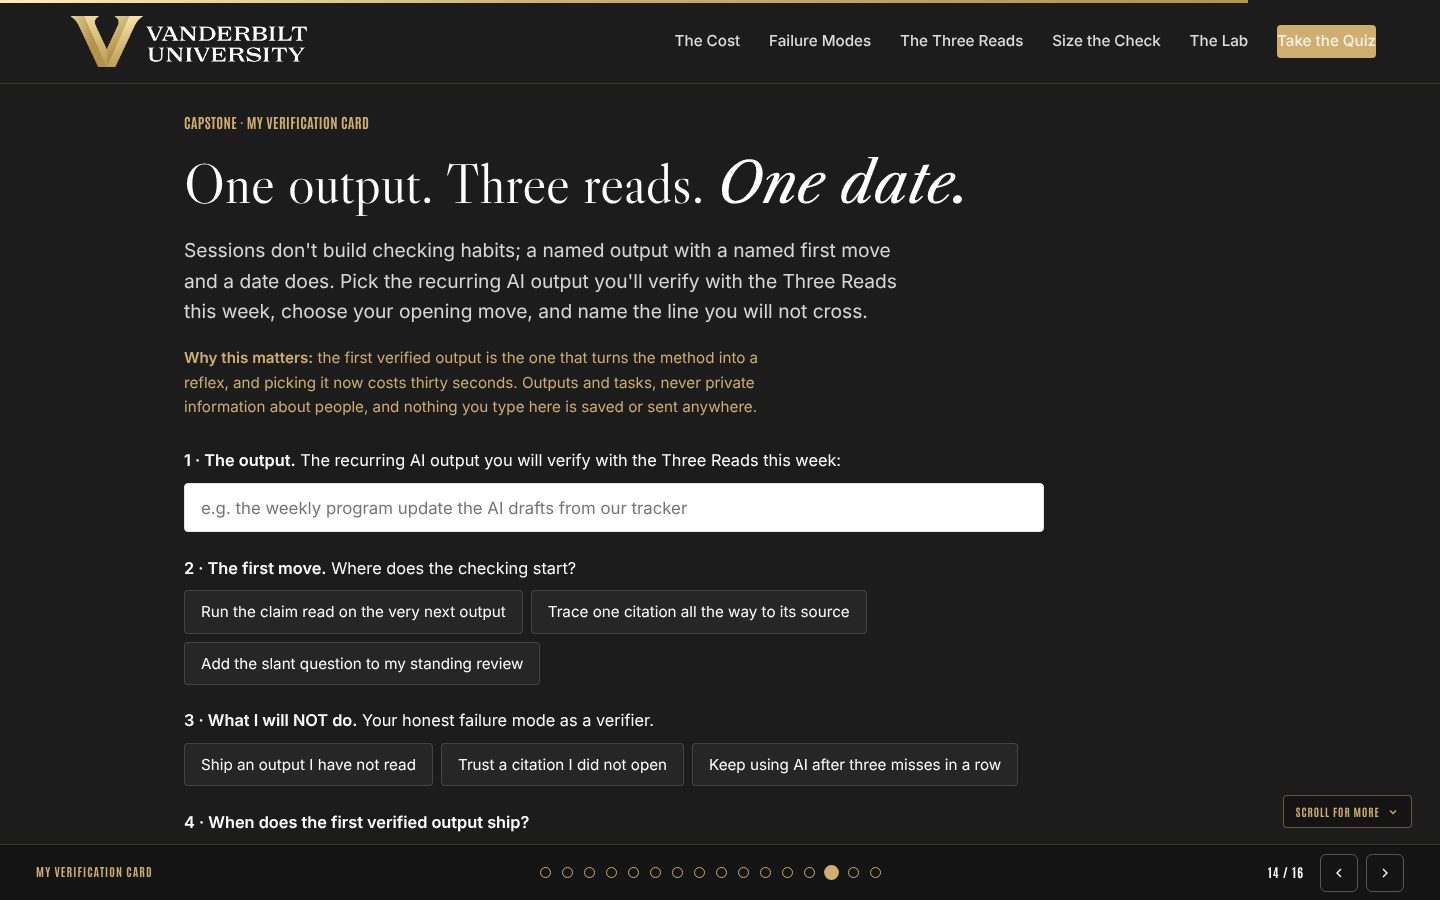 VANDERBILT
UNIVERSITY
The Cost
Failure Modes
The Three Reads
Size the Check
The Lab
Take the Quiz
CAPSTONE · MY VERIFICATION CARD
One output. Three reads. One date.
Sessions don't build checking habits; a named output with a named first move
and a date does. Pick the recurring AI output you'll verify with the Three Reads
this week, choose your opening move, and name the line you will not cross.
Why this matters: the first verified output is the one that turns the method into a
reflex, and picking it now costs thirty seconds. Outputs and tasks, never private
information about people, and nothing you type here is saved or sent anywhere.
1 · The output. The recurring AI output you will verify with the Three Reads this week:
e.g. the weekly program update the AI drafts from our tracker
2 · The first move. Where does the checking start?
Run the claim read on the very next output
Trace one citation all the way to its source
Add the slant question to my standing review
3 · What I will NOT do. Your honest failure mode as a verifier.
Ship an output I have not read
Trust a citation I did not open
Keep using AI after three misses in a row
4 · When does the first verified output ship?
SCROLL FOR MORE
MY VERIFICATION CARD
14 / 16